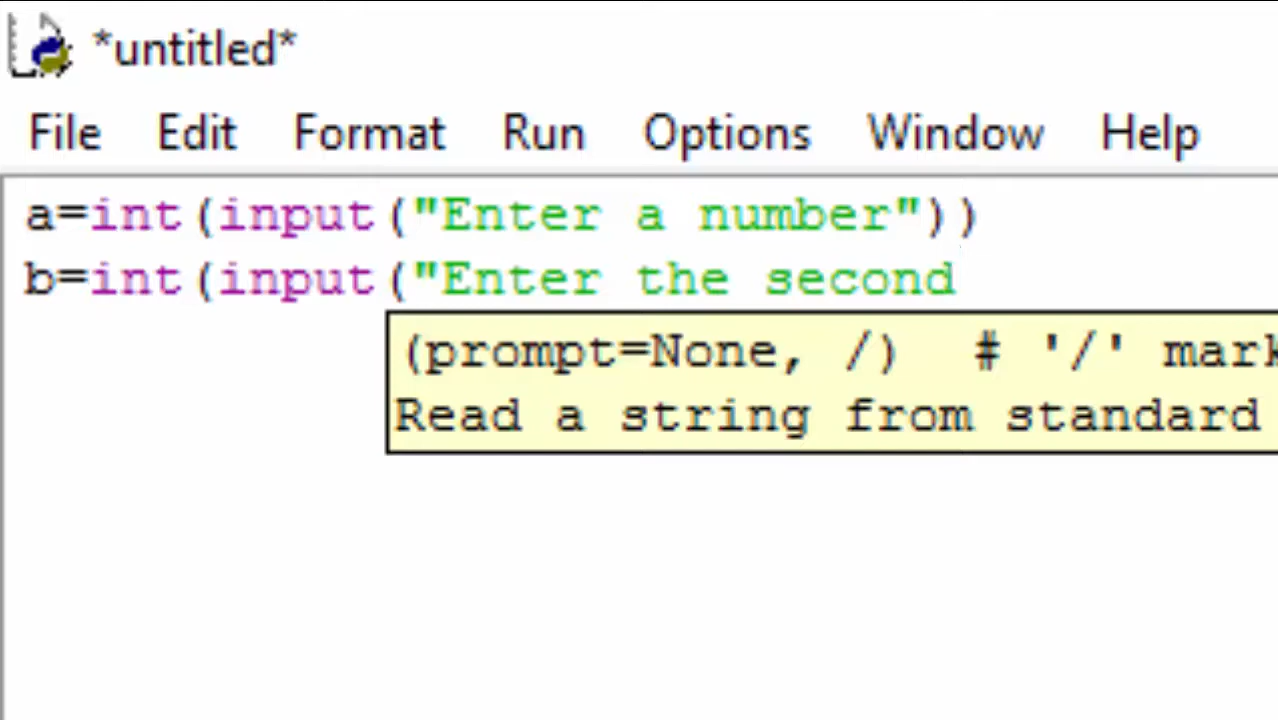 *untitled*
File Edit Format Run Options Window Help
a=int(input("Enter a number"))
b=int(input("Enter the second
(prompt=None, /) # '/' mark
Read a string from standard